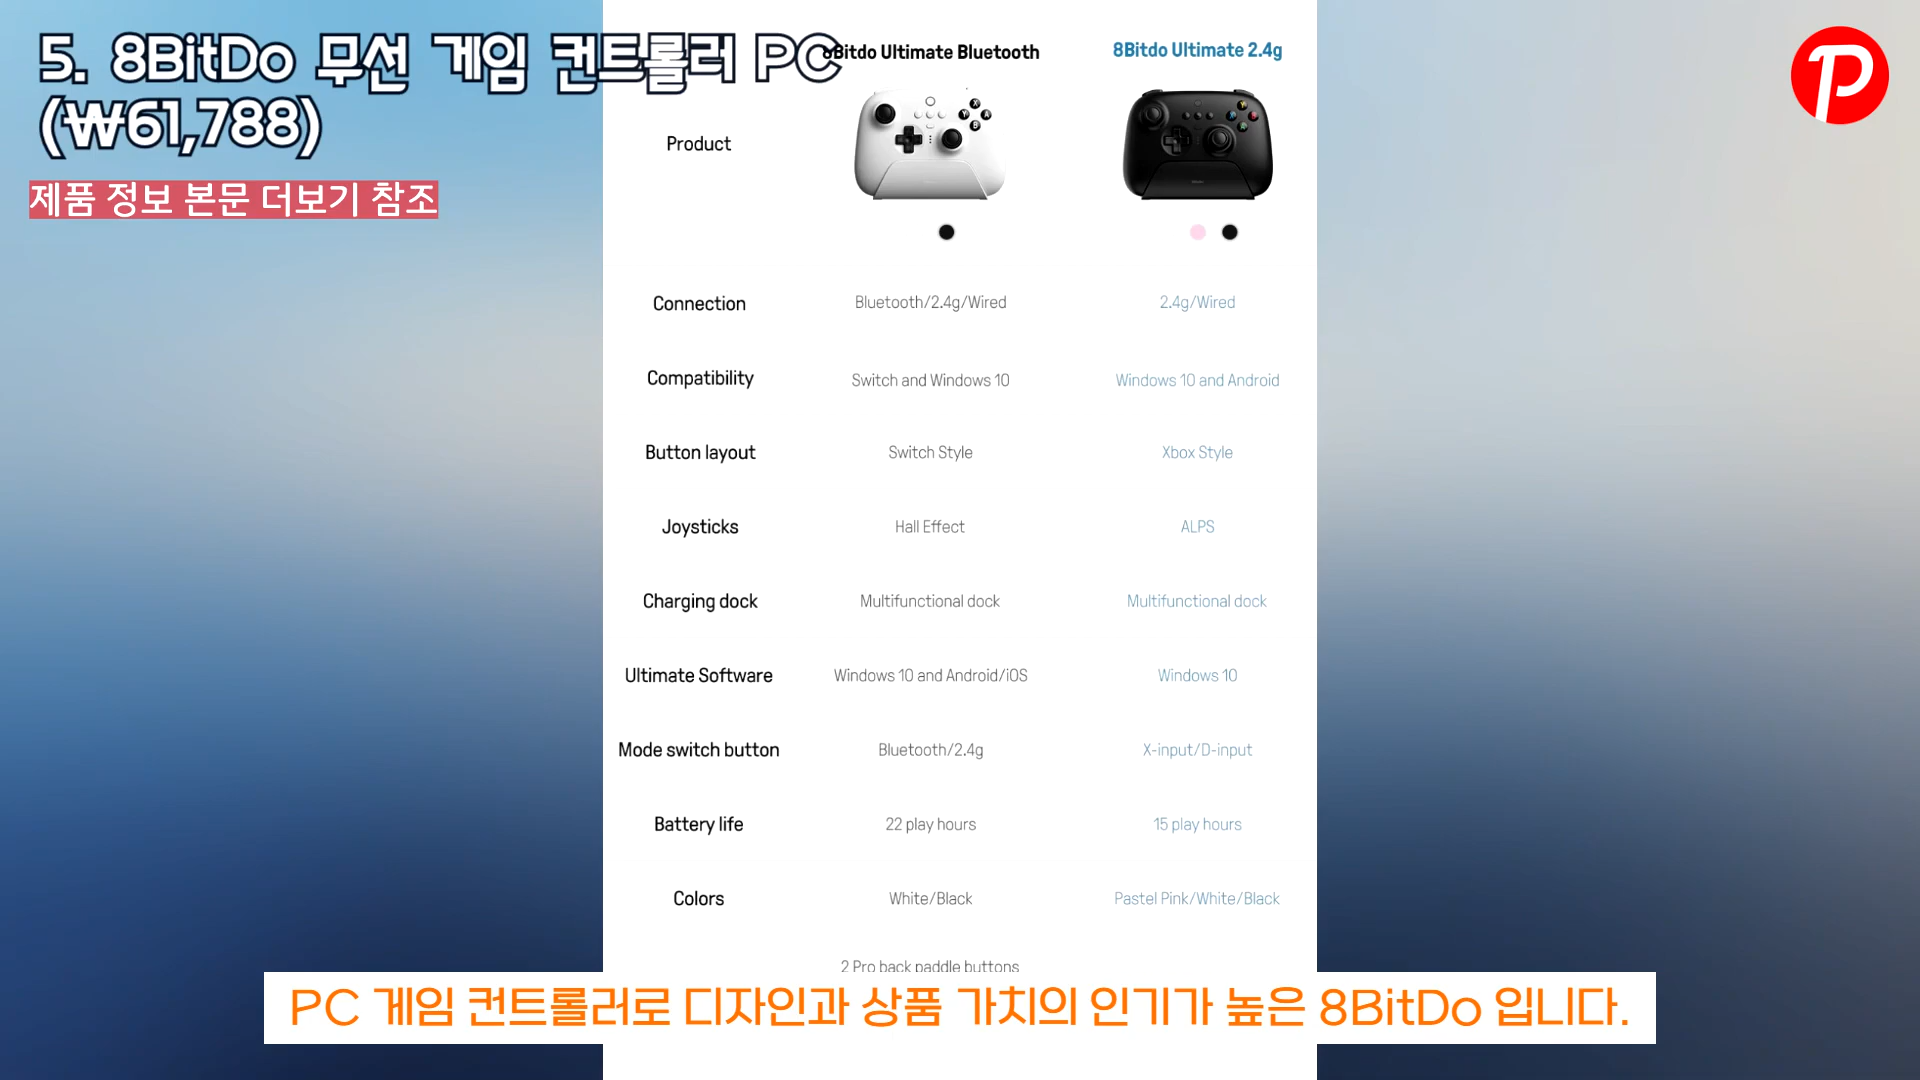 5. 8BitDo 무선 게임 컨트롤러 PC
(₩61,788)
제품 정보 본문 더보기 참조
8Bitdo Ultimate Bluetooth
8Bitdo Ultimate 2.4g
Product
X
Y
A
B
Connection
Bluetooth/2.4g/Wired
2.4g/Wired
Compatibility
Switch and Windows 10
Windows 10 and Android
Button layout
Switch Style
Xbox Style
Joysticks
Hall Effect
ALPS
Charging dock
Multifunctional dock
Multifunctional dock
Ultimate Software
Windows 10 and Android/iOS
Windows 10
Mode switch button
Bluetooth/2.4g
X-input/D-input
Battery life
22 play hours
15 play hours
Colors
White/Black
Pastel Pink/White/Black
2 Pro back paddle buttons
PC 게임 컨트롤러로 디자인과 상품 가치의 인기가 높은 8BitDo 입니다.
P